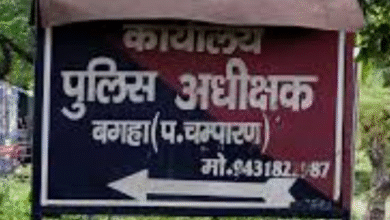 कार्यालय
पुलिस अधीक्षक
बगहा(प.चम्पारण)